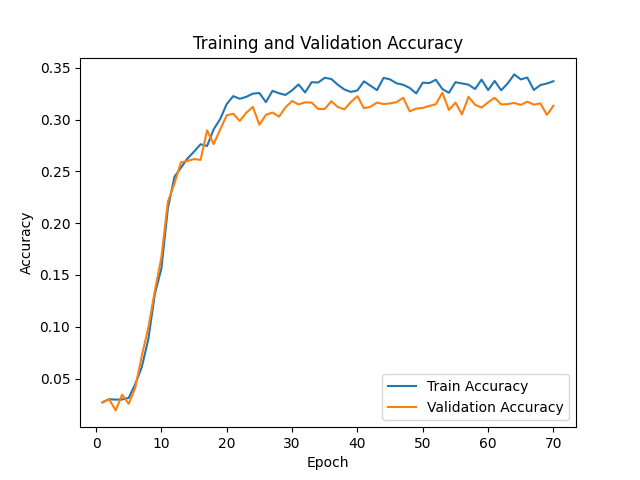 Training and Validation Accuracy
0.35
0.30
0.25
0.20
0.15
0.10
0.05
Accuracy
Train Accuracy
Validation Accuracy
0 10 20 30 40 50 60 70
Epoch